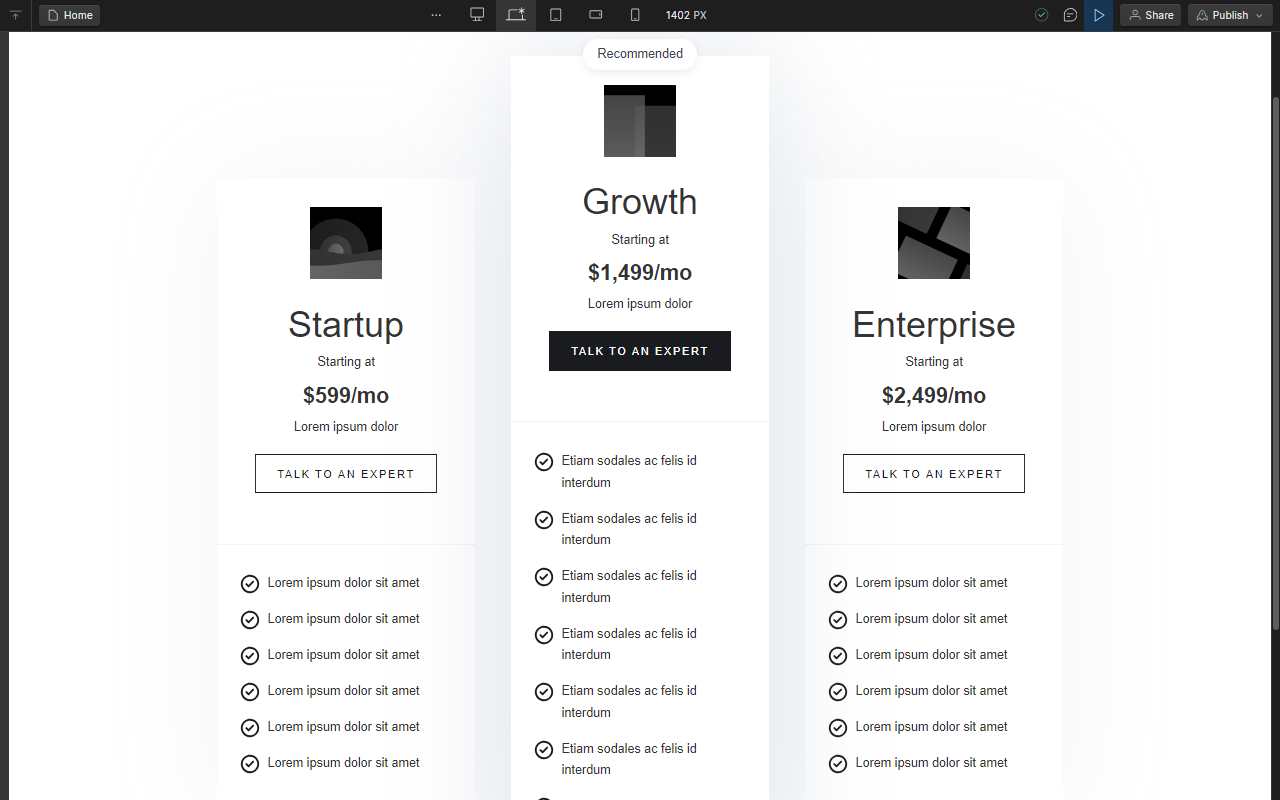 Home
1402 PX
Share
Publish
Recommended
Growth
Starting at
$1,499/mo
Lorem ipsum dolor
TALK TO AN EXPERT
Etiam sodales ac felis id
interdum
Etiam sodales ac felis id
interdum
Etiam sodales ac felis id
interdum
Etiam sodales ac felis id
interdum
Etiam sodales ac felis id
interdum
Etiam sodales ac felis id
interdum
Startup
Starting at
$599/mo
Lorem ipsum dolor
TALK TO AN EXPERT
Lorem ipsum dolor sit amet
Lorem ipsum dolor sit amet
Lorem ipsum dolor sit amet
Lorem ipsum dolor sit amet
Lorem ipsum dolor sit amet
Lorem ipsum dolor sit amet
Enterprise
Starting at
$2,499/mo
Lorem ipsum dolor
TALK TO AN EXPERT
Lorem ipsum dolor sit amet
Lorem ipsum dolor sit amet
Lorem ipsum dolor sit amet
Lorem ipsum dolor sit amet
Lorem ipsum dolor sit amet
Lorem ipsum dolor sit amet